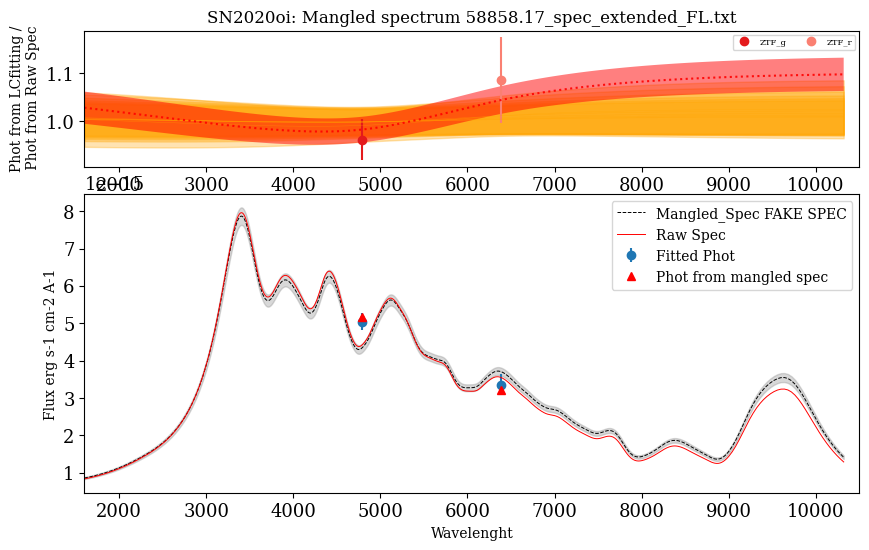 SN2020oi: Mangled spectrum 58858.17_spec_extended_FL.txt
Phot from LCfitting /
Phot from Raw Spec
1.1
1.0
ZTF_g ZTF_r
2000 3000 4000 5000 6000 7000 8000 9000 10000
1e−15
Flux erg s-1 cm-2 A-1
8
7
6
5
4
3
2
1
Mangled_Spec FAKE SPEC
Raw Spec
Fitted Phot
Phot from mangled spec
2000 3000 4000 5000 6000 7000 8000 9000 10000
Wavelenght